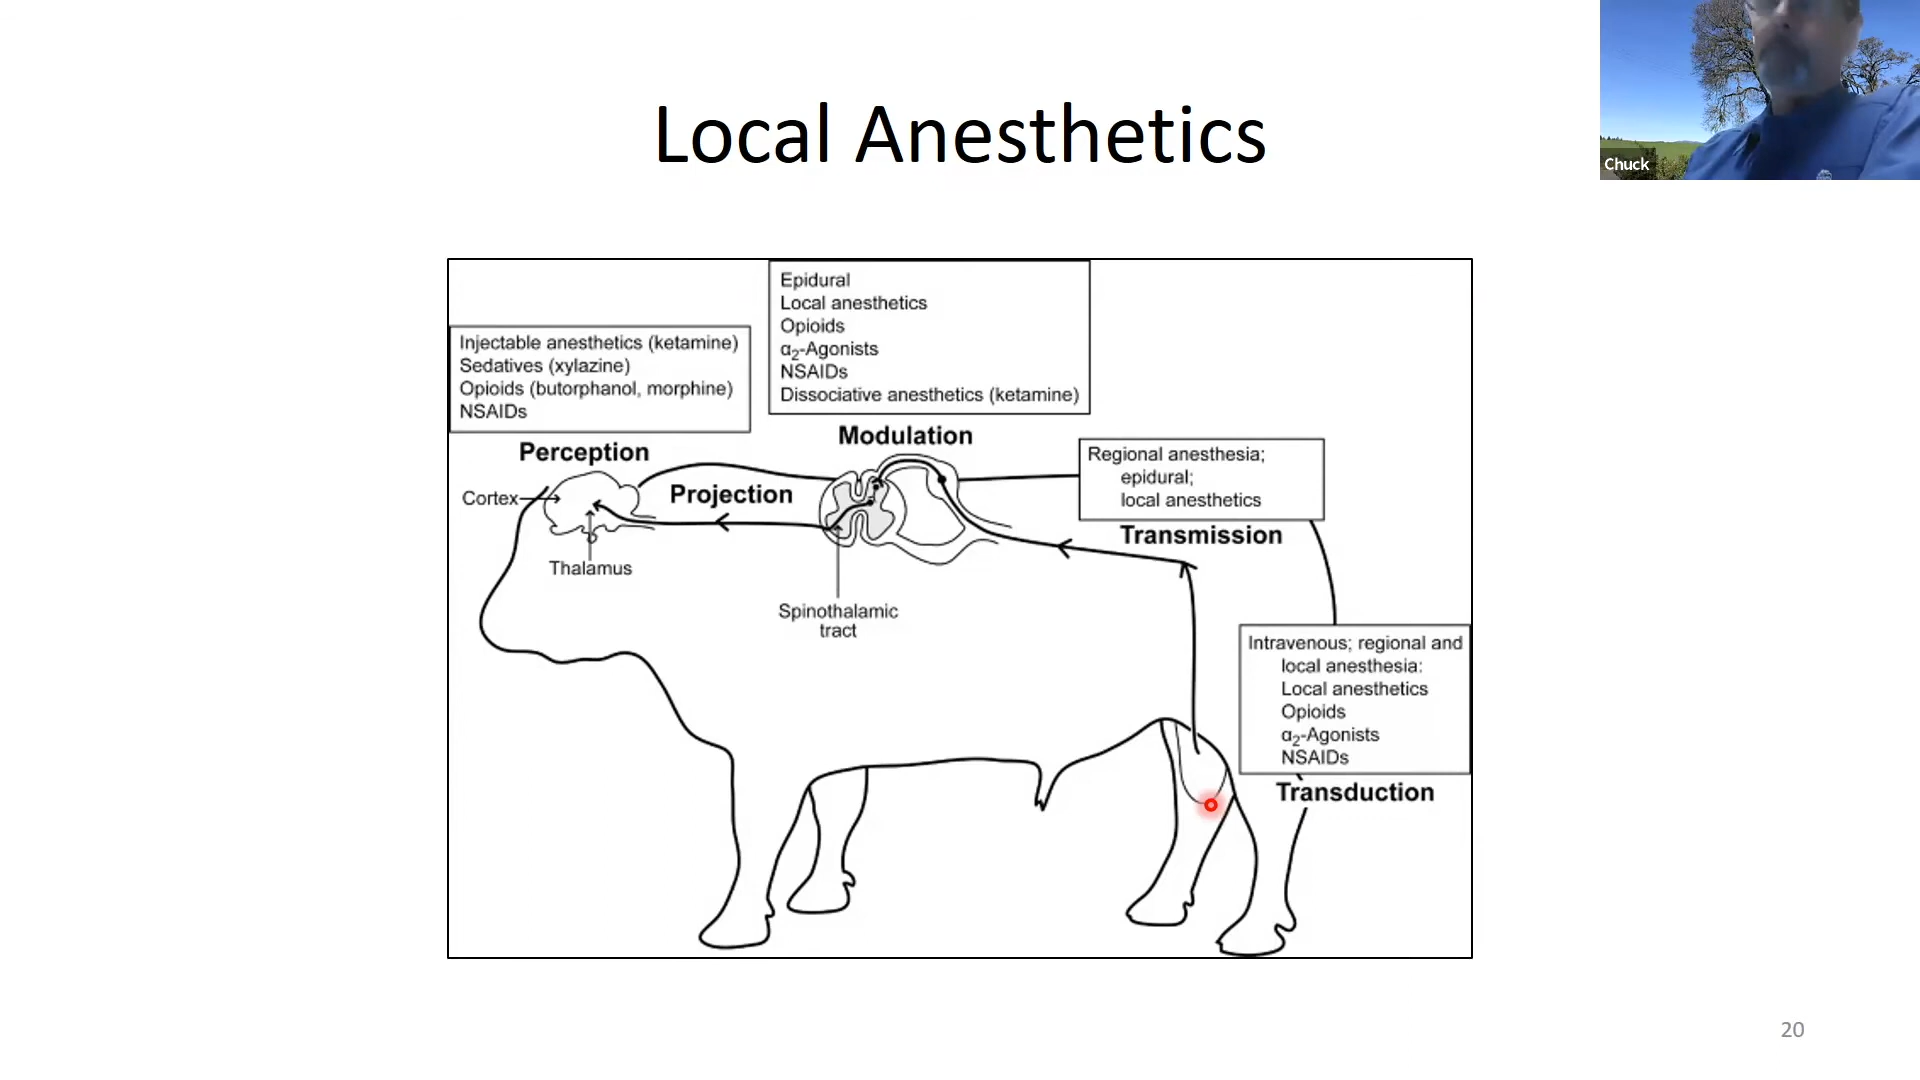 Local Anesthetics
Chuck
Epidural
Local anesthetics
Opioids
α₂-Agonists
NSAIDs
Dissociative anesthetics (ketamine)
Injectable anesthetics (ketamine)
Sedatives (xylazine)
Opioids (butorphanol, morphine)
NSAIDs
Modulation
Perception
Regional anesthesia;
epidural;
local anesthetics
Cortex
Projection
Transmission
Thalamus
Spinothalamic
tract
Intravenous; regional and
local anesthesia:
Local anesthetics
Opioids
α₂-Agonists
NSAIDs
Transduction
20